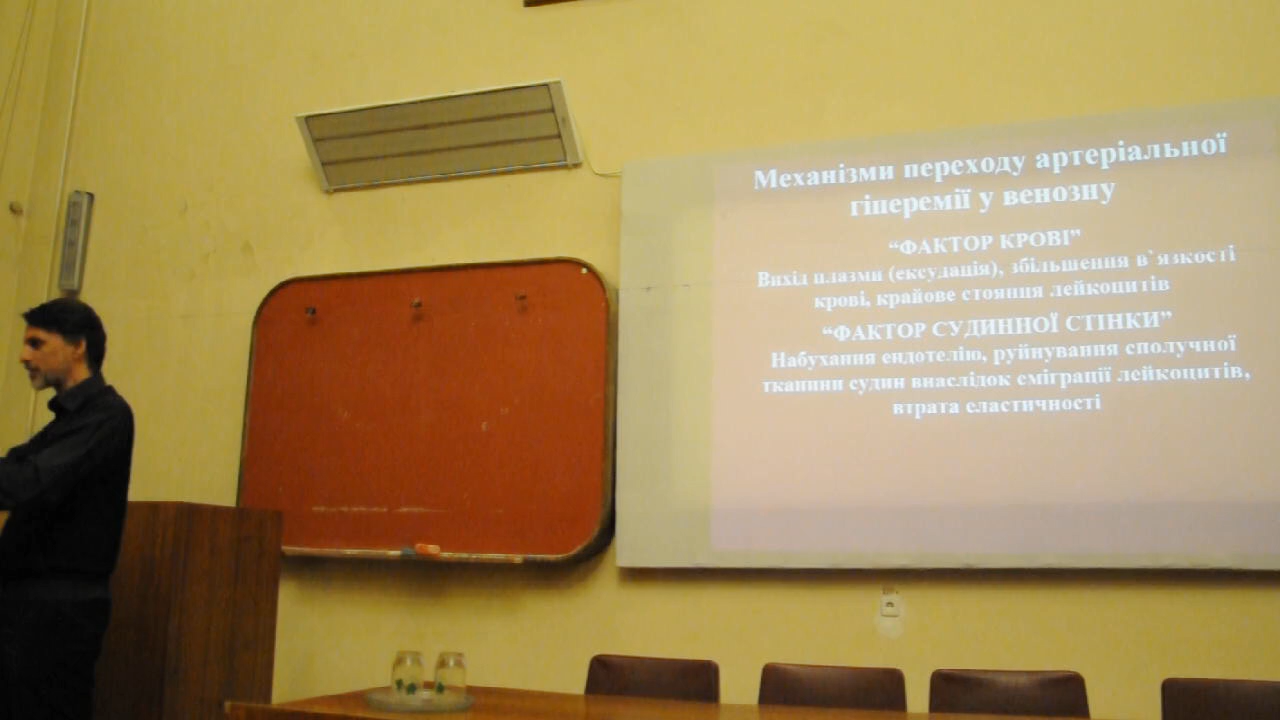 Механізми переходу артеріальної
гіперемії у венозну
“ФАКТОР КРОВІ”
Вихід плазми (ексудація), збільшення в`язкості
крові, крайове стояння лейкоцитів
“ФАКТОР СУДИННОЇ СТІНКИ”
Набухання ендотелію, руйнування сполучної
тканини судин внаслідок еміграції лейкоцитів,
втрата еластичності